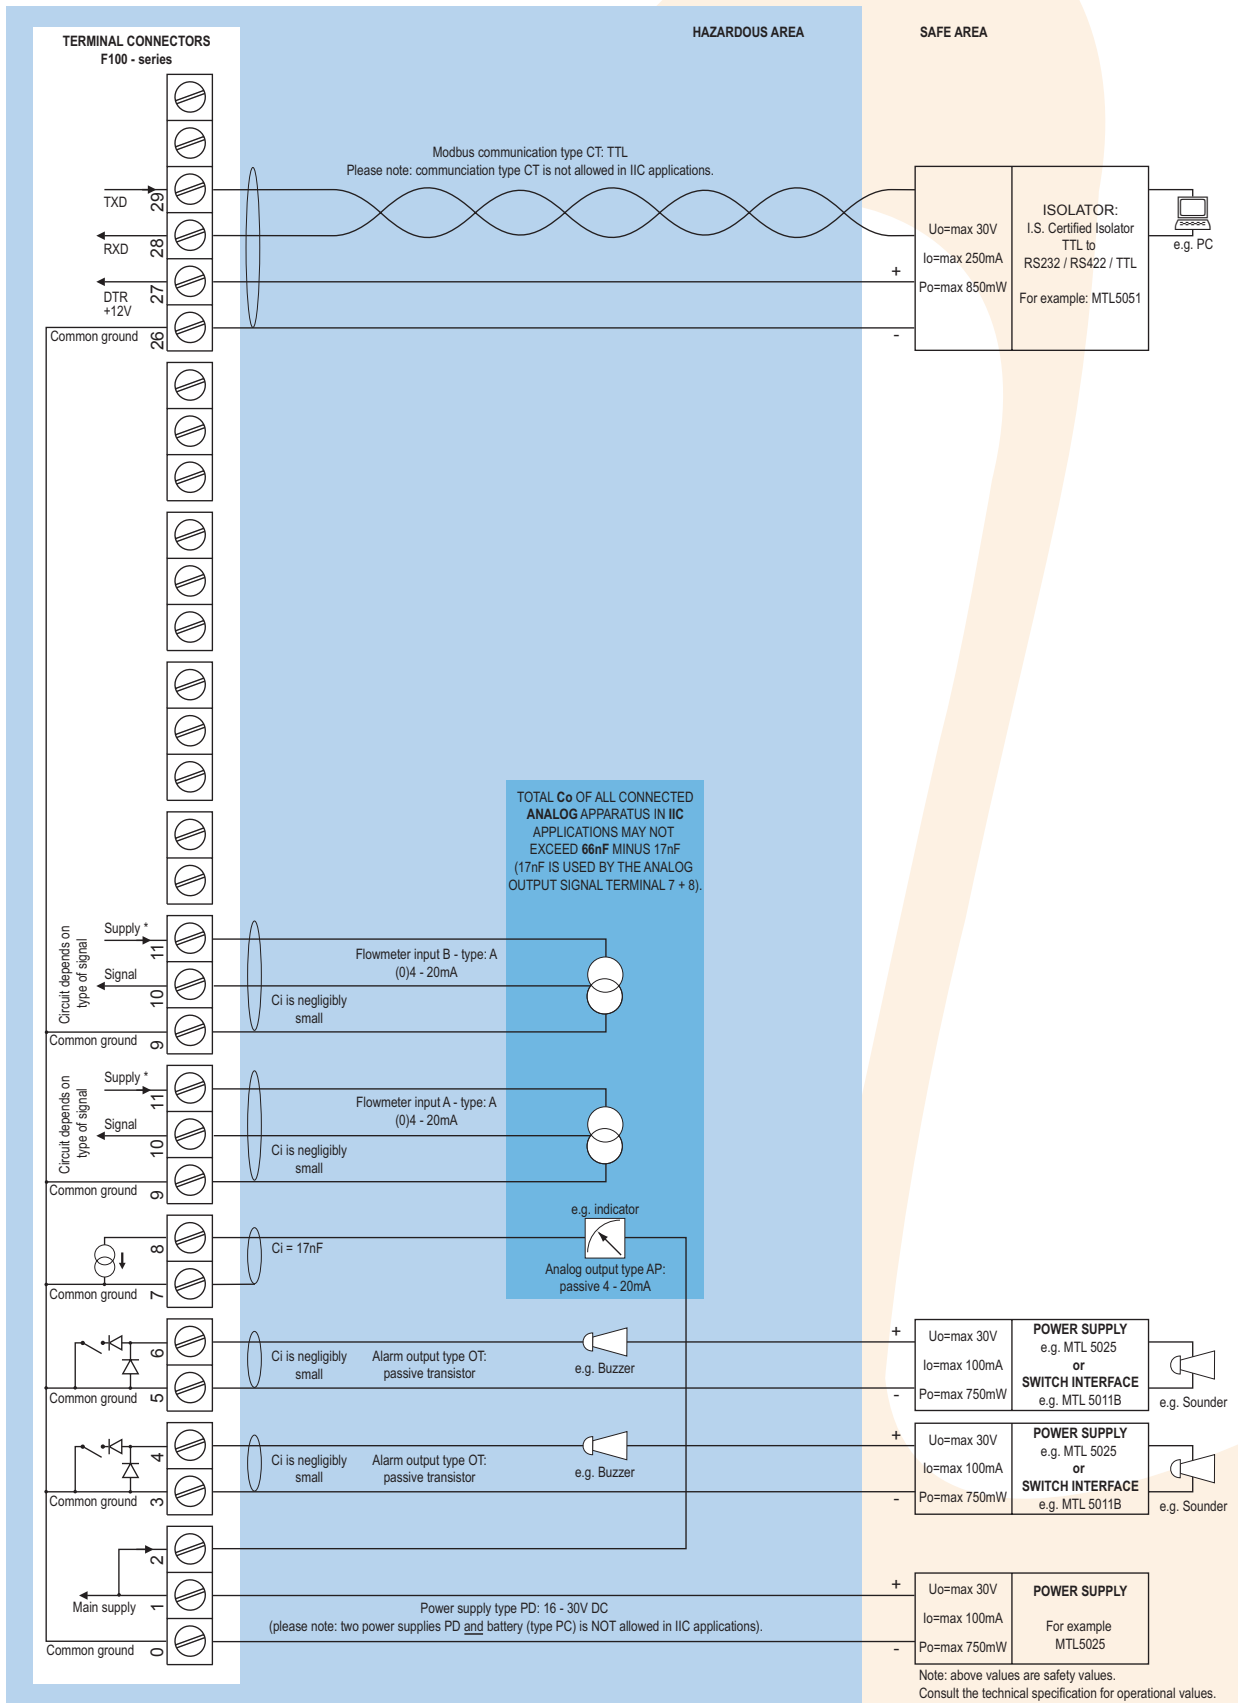 HAZARDOUS AREA
SAFE AREA
TERMINAL CONNECTORS
F100 - series
Modbus communication type CT: TTL
Please note: communciation type CT is not allowed in IIC applications.
TXD
29
RXD
28
DTR
+12V
27
Common ground
26
+
-
Uo=max 30V
Io=max 250mA
Po=max 850mW
ISOLATOR:
I.S. Certified Isolator
TTL to
RS232 / RS422 / TTL
For example: MTL5051
e.g. PC
TOTAL Co OF ALL CONNECTED
ANALOG APPARATUS IN IIC
APPLICATIONS MAY NOT
EXCEED 66nF MINUS 17nF
(17nF IS USED BY THE ANALOG
OUTPUT SIGNAL TERMINAL 7 + 8).
Circuit depends on
type of signal
Supply *
11
Signal
10
Common ground
9
Flowmeter input B - type: A
(0)4 - 20mA
Ci is negligibly
small
Circuit depends on
type of signal
Supply *
11
Signal
10
Common ground
9
Flowmeter input A - type: A
(0)4 - 20mA
Ci is negligibly
small
8
Common ground
7
Ci = 17nF
e.g. indicator
Analog output type AP:
passive 4 - 20mA
6
Common ground
5
Ci is negligibly
small
Alarm output type OT:
passive transistor
e.g. Buzzer
+
-
Uo=max 30V
Io=max 100mA
Po=max 750mW
POWER SUPPLY
e.g. MTL 5025
or
SWITCH INTERFACE
e.g. MTL 5011B
e.g. Sounder
4
Common ground
3
Ci is negligibly
small
Alarm output type OT:
passive transistor
e.g. Buzzer
+
-
Uo=max 30V
Io=max 100mA
Po=max 750mW
POWER SUPPLY
e.g. MTL 5025
or
SWITCH INTERFACE
e.g. MTL 5011B
e.g. Sounder
2
Main supply
1
Common ground
0
Power supply type PD: 16 - 30V DC
(please note: two power supplies PD and battery (type PC) is NOT allowed in IIC applications).
+
-
Uo=max 30V
Io=max 100mA
Po=max 750mW
POWER SUPPLY
For example
MTL5025
Note: above values are safety values.
Consult the technical specification for operational values.